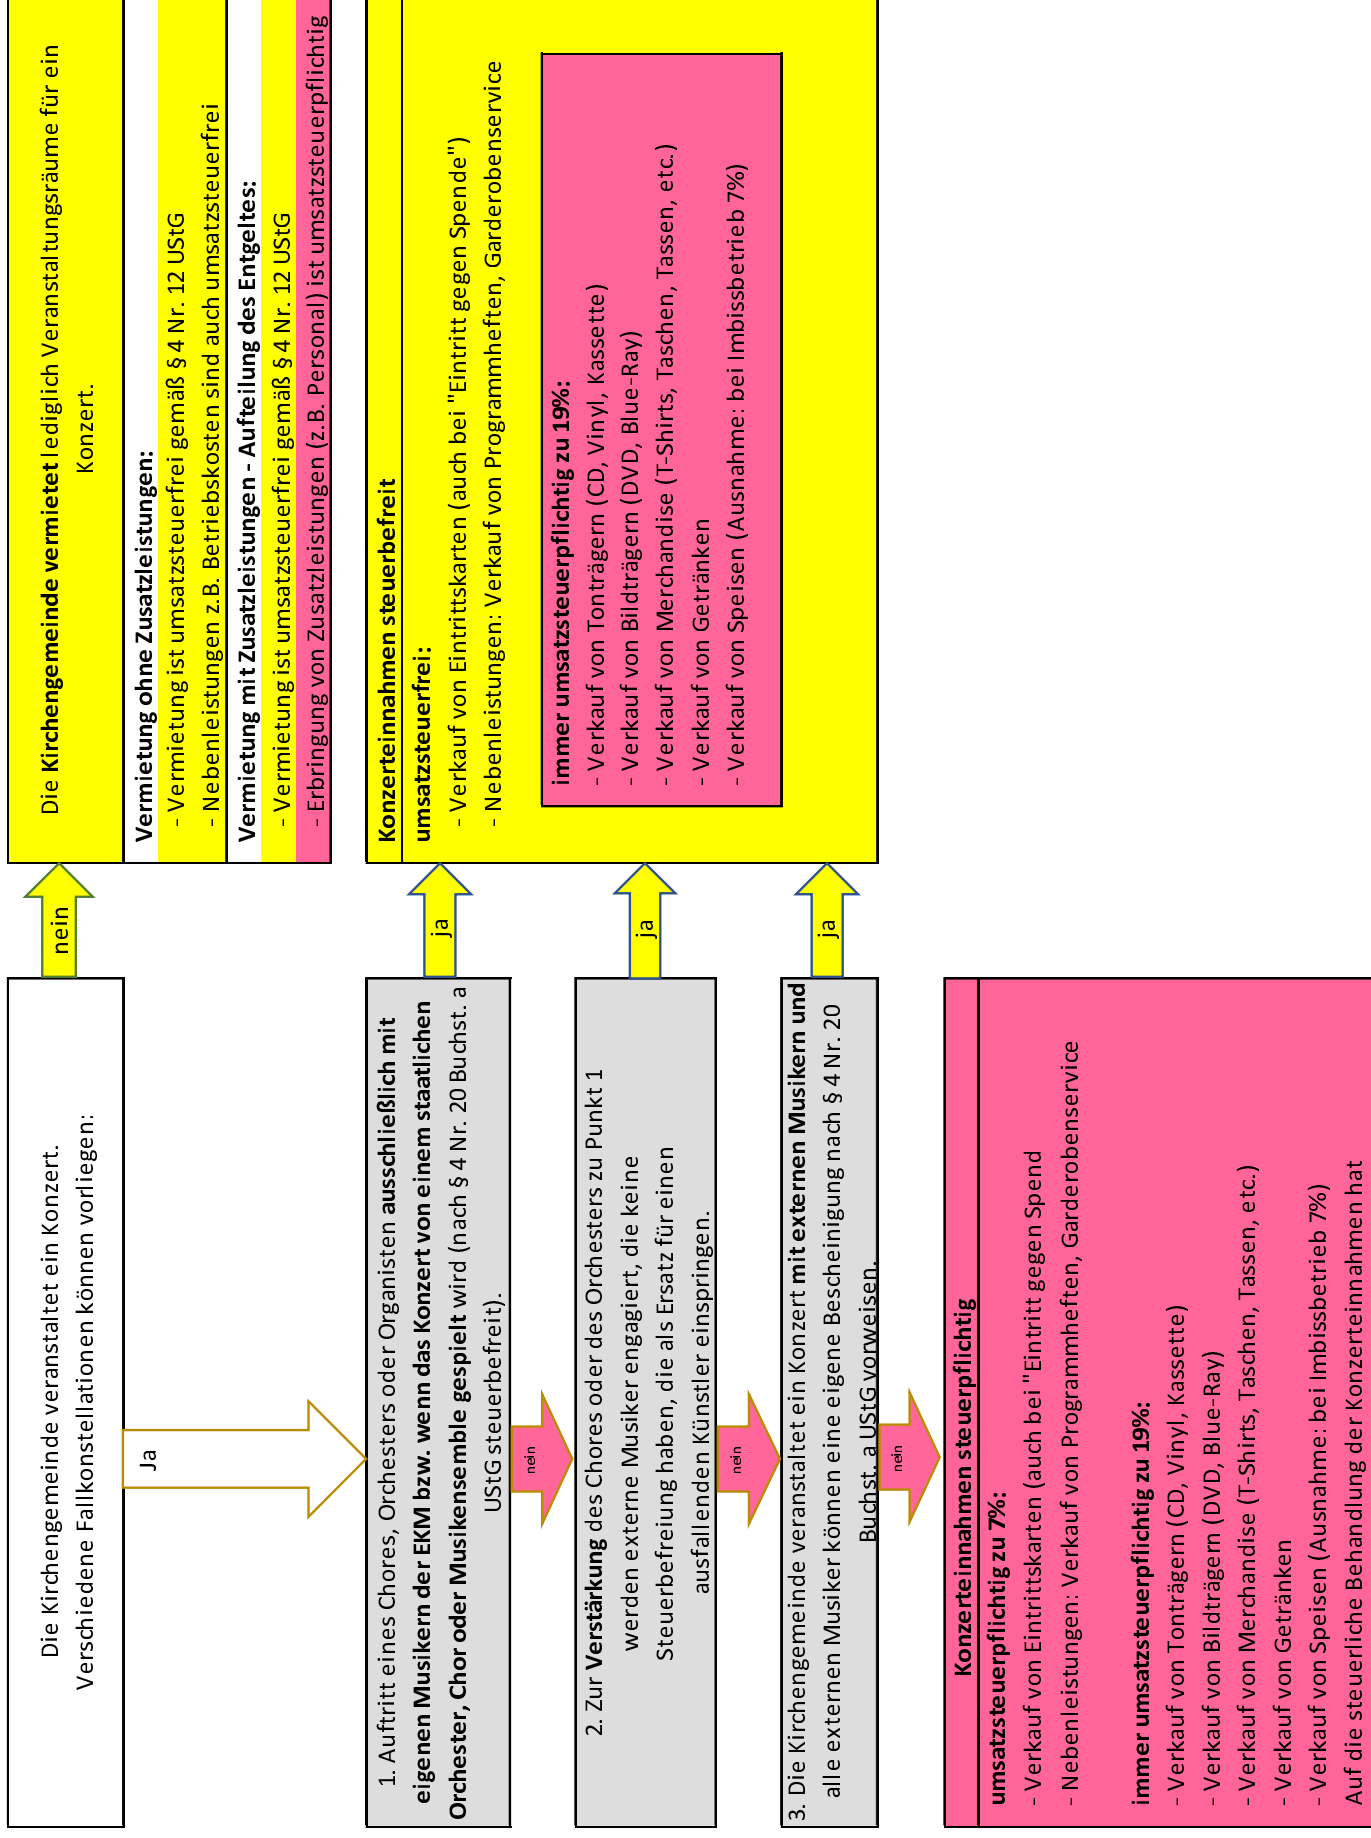 Die Kirchengemeinde veranstaltet ein Konzert.
Verschiedene Fallkonstellationen können vorliegen:
nein
Die Kirchengemeinde vermietet lediglich Veranstaltungsräume für ein
Konzert.
Ja
Vermietung ohne Zusatzleistungen:
- Vermietung ist umsatzsteuerfrei gemäß § 4 Nr. 12 UStG
- Nebenleistungen z.B. Betriebskosten sind auch umsatzsteuerfrei
Vermietung mit Zusatzleistungen - Aufteilung des Entgeltes:
- Vermietung ist umsatzsteuerfrei gemäß § 4 Nr. 12 UStG
- Erbringung von Zusatzleistungen (z.B. Personal) ist umsatzsteuerpflichtig
1. Auftritt eines Chores, Orchesters oder Organisten ausschließlich mit
eigenen Musikern der EKM bzw. wenn das Konzert von einem staatlichen
Orchester, Chor oder Musikensemble gespielt wird (nach § 4 Nr. 20 Buchst. a
UStG steuerbefreit).
ja
nein
2. Zur Verstärkung des Chores oder des Orchesters zu Punkt 1
werden externe Musiker engagiert, die keine
Steuerbefreiung haben, die als Ersatz für einen
ausfallenden Künstler einspringen.
ja
nein
3. Die Kirchengemeinde veranstaltet ein Konzert mit externen Musikern und
alle externen Musiker können eine eigene Bescheinigung nach § 4 Nr. 20
Buchst. a UStG vorweisen.
ja
nein
Konzerteinnahmen steuerbefreit
umsatzsteuerfrei:
- Verkauf von Eintrittskarten (auch bei "Eintritt gegen Spende")
- Nebenleistungen: Verkauf von Programmheften, Garderobenservice
immer umsatzsteuerpflichtig zu 19%:
- Verkauf von Tonträgern (CD, Vinyl, Kassette)
- Verkauf von Bildträgern (DVD, Blue-Ray)
- Verkauf von Merchandise (T-Shirts, Taschen, Tassen, etc.)
- Verkauf von Getränken
- Verkauf von Speisen (Ausnahme: bei Imbissbetrieb 7%)
Konzerteinnahmen steuerpflichtig
umsatzsteuerpflichtig zu 7%:
- Verkauf von Eintrittskarten (auch bei "Eintritt gegen Spend
- Nebenleistungen: Verkauf von Programmheften, Garderobenservice
immer umsatzsteuerpflichtig zu 19%:
- Verkauf von Tonträgern (CD, Vinyl, Kassette)
- Verkauf von Bildträgern (DVD, Blue-Ray)
- Verkauf von Merchandise (T-Shirts, Taschen, Tassen, etc.)
- Verkauf von Getränken
- Verkauf von Speisen (Ausnahme: bei Imbissbetrieb 7%)
Auf die steuerliche Behandlung der Konzerteinnahmen hat